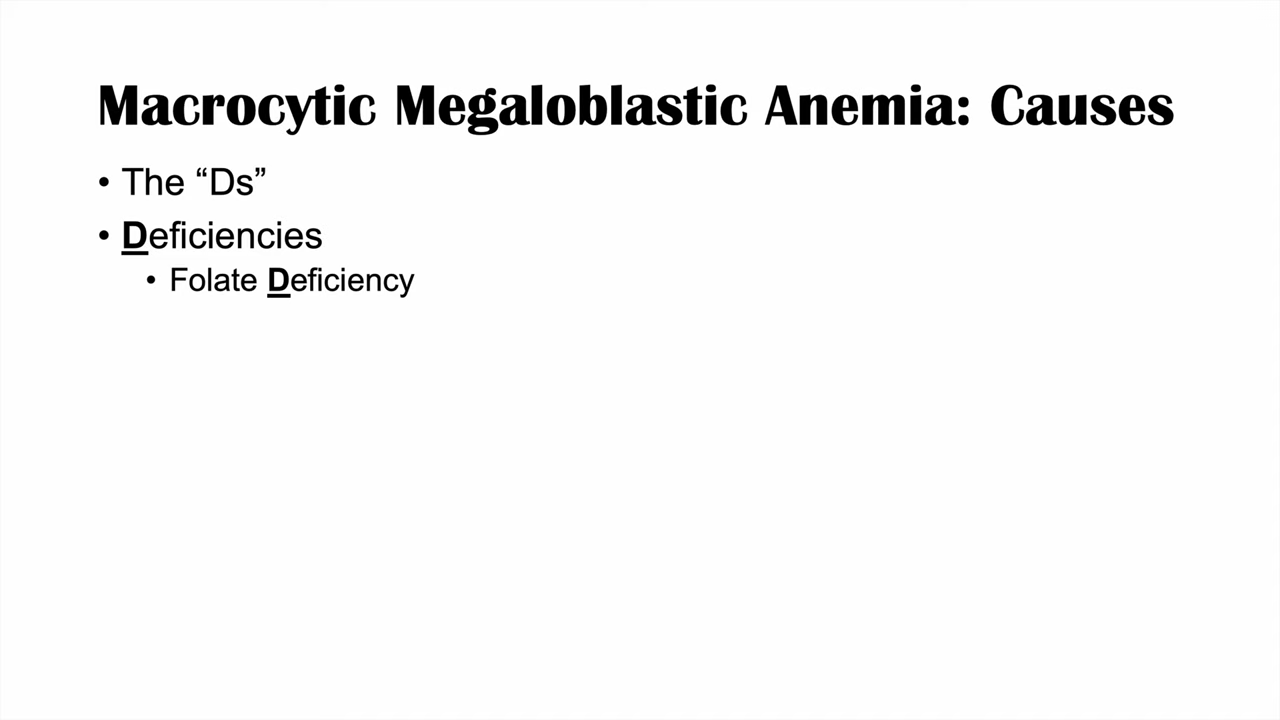 Macrocytic Megaloblastic Anemia: Causes
• The “Ds”
• Deficiencies
• Folate Deficiency